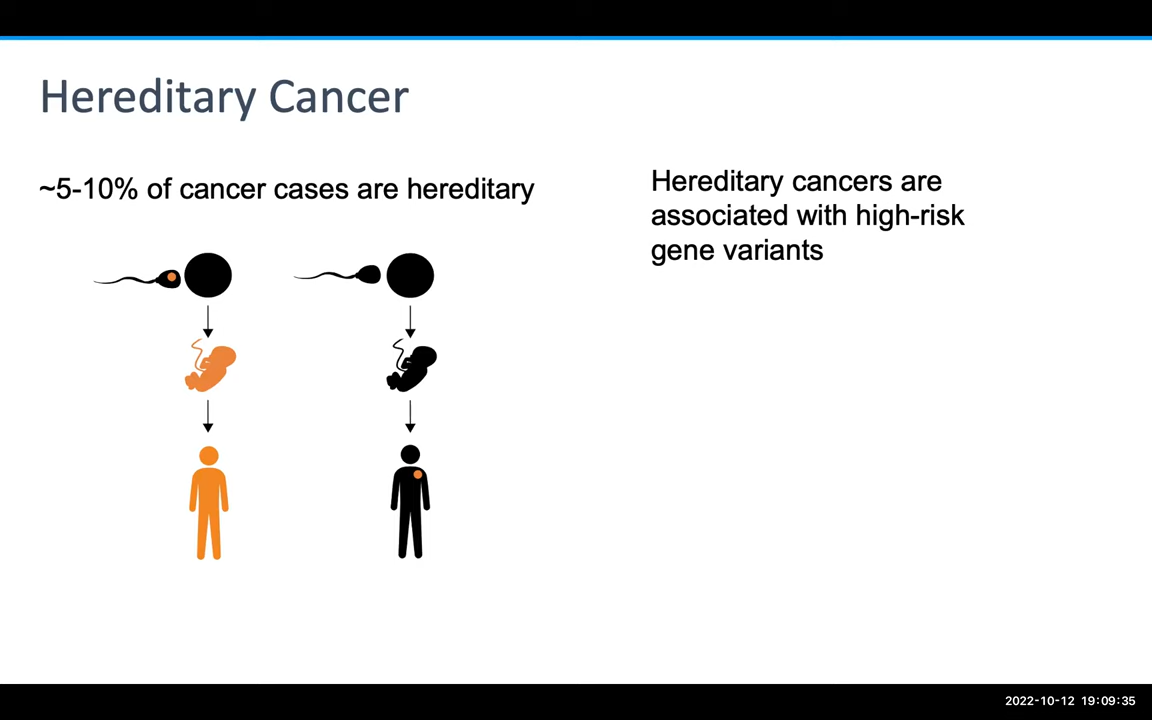 Hereditary Cancer
~5-10% of cancer cases are hereditary
Hereditary cancers are
associated with high-risk
gene variants
2022-10-12 19:09:35